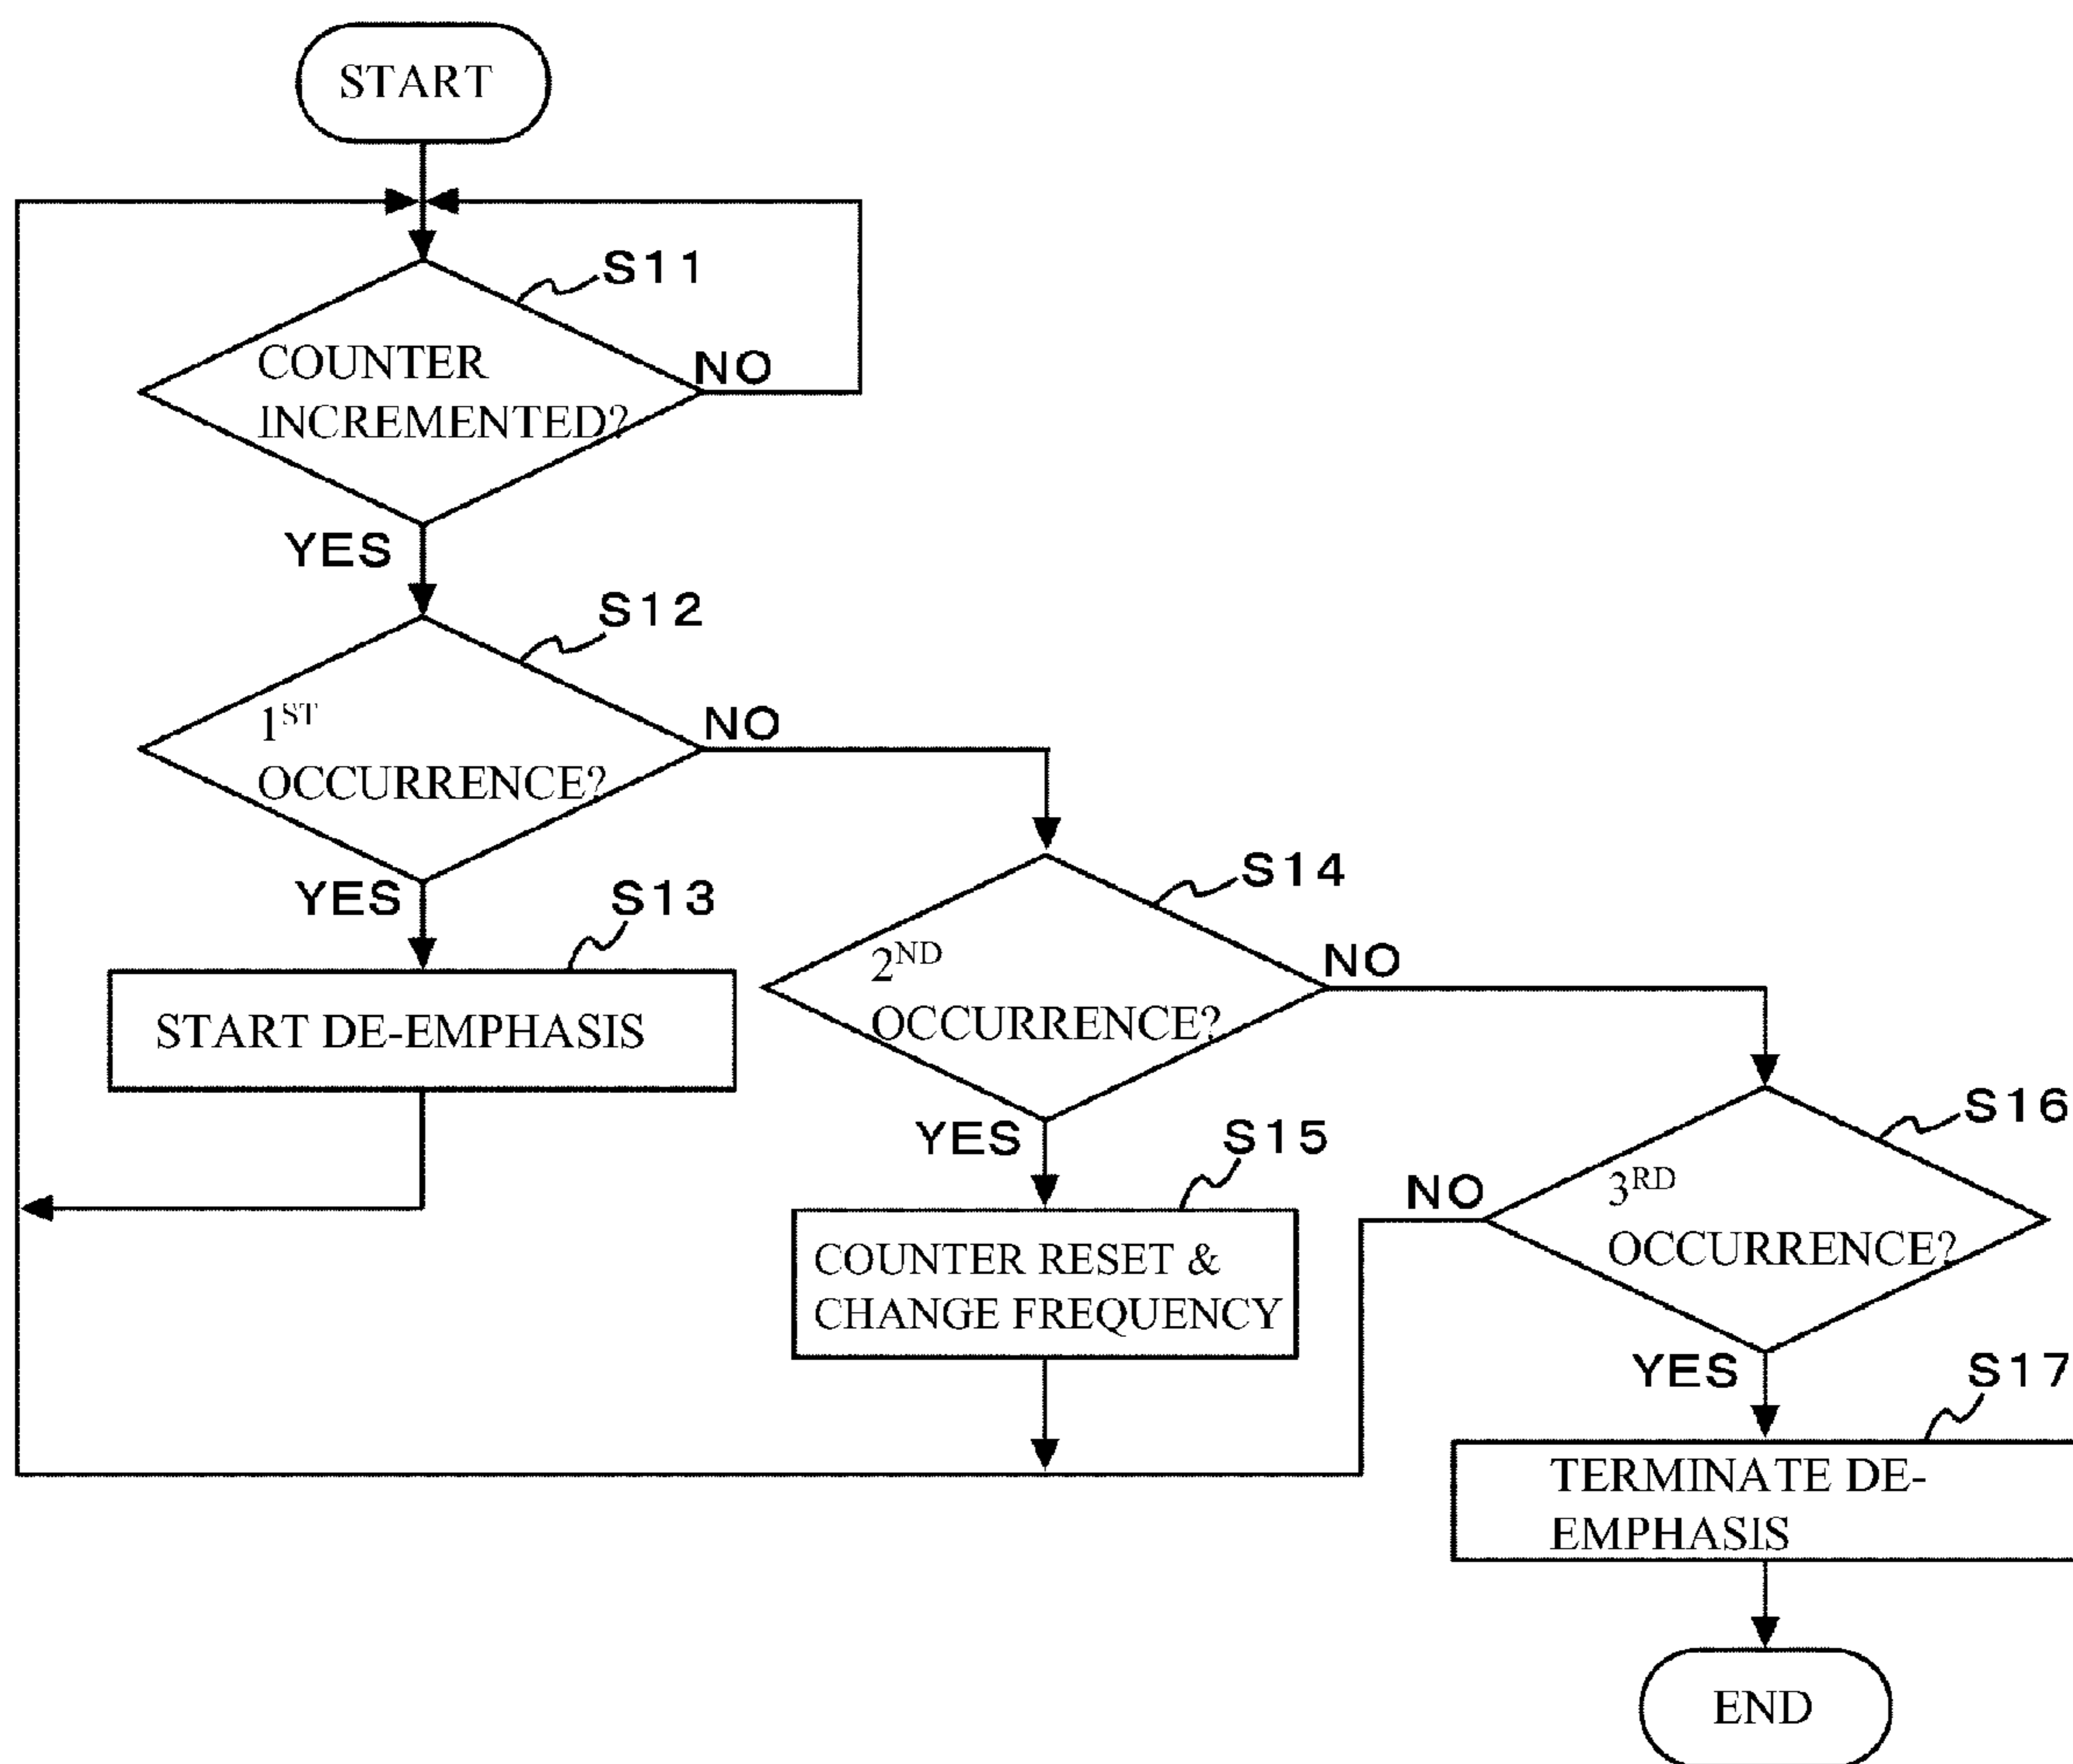 START
S11
COUNTER
INCREMENTED?
NO
YES
S12
1ST
OCCURRENCE?
NO
YES
S13
START DE-EMPHASIS
S14
2ND
OCCURRENCE?
NO
YES
S15
COUNTER RESET &
CHANGE FREQUENCY
S16
3RD
OCCURRENCE?
NO
YES
S17
TERMINATE DE-
EMPHASIS
END